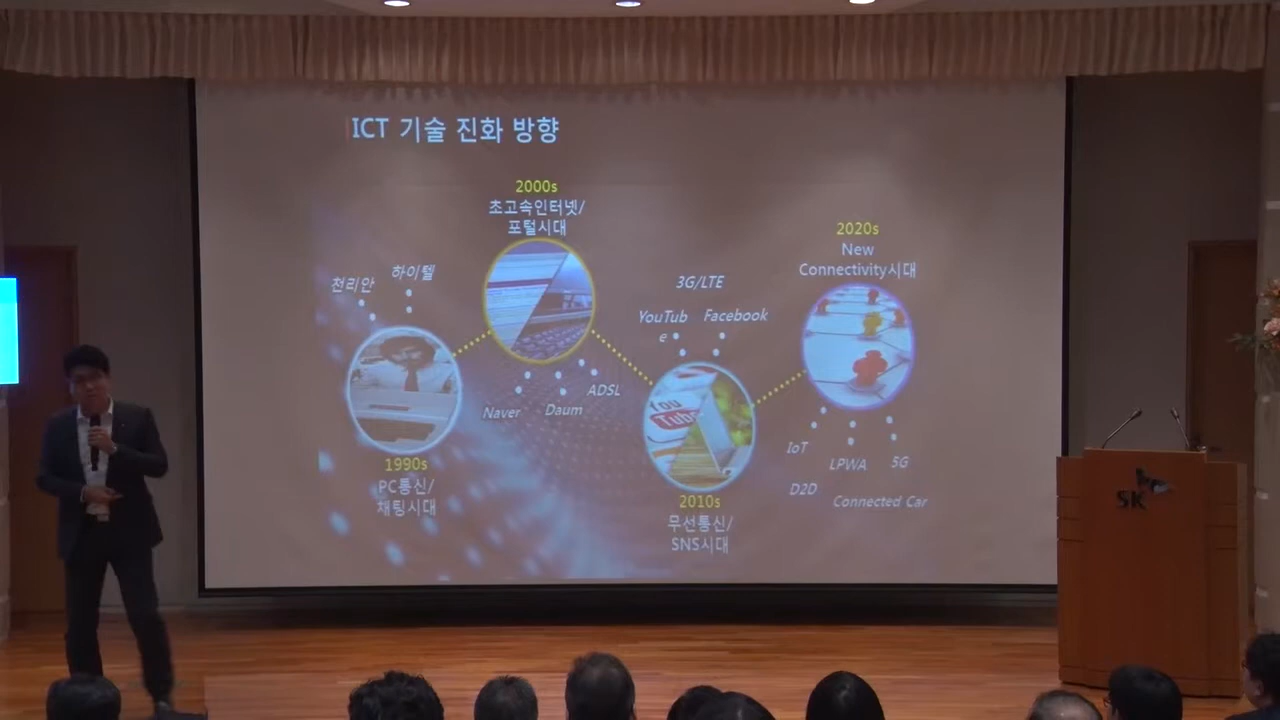 ICT 기술 진화 방향
2000s
초고속인터넷/
포털시대
2020s
New
Connectivity시대
천리안
하이텔
3G/LTE
YouTub
e
Facebook
Naver
Daum
ADSL
You
Tube
1990s
PC통신/
채팅시대
2010s
무선통신/
SNS시대
IoT
LPWA
5G
D2D
Connected Car
SK